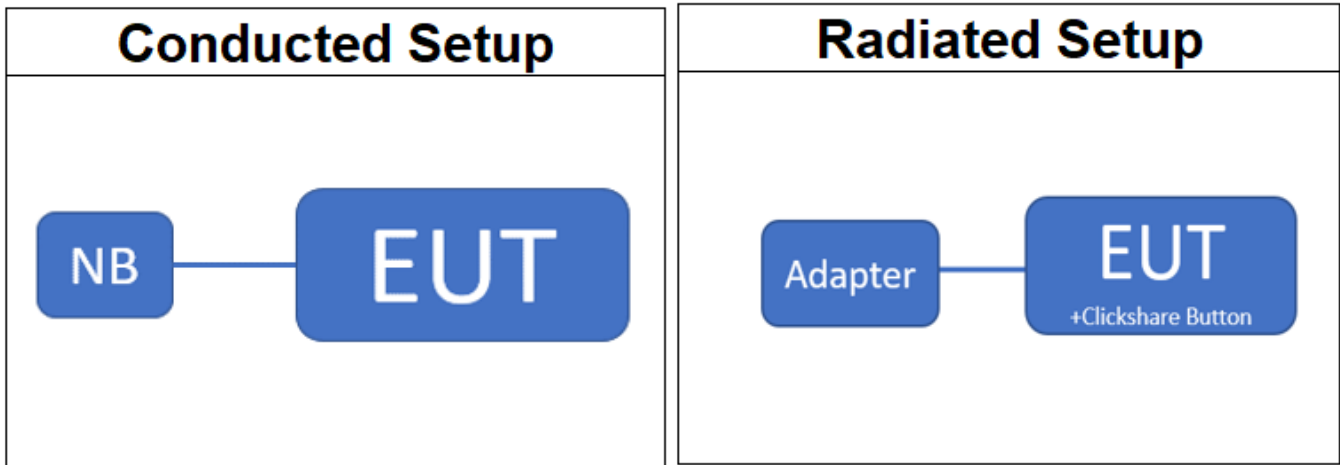 Conducted Setup
NB
EUT
Radiated Setup
Adapter
EUT
+Clickshare Button